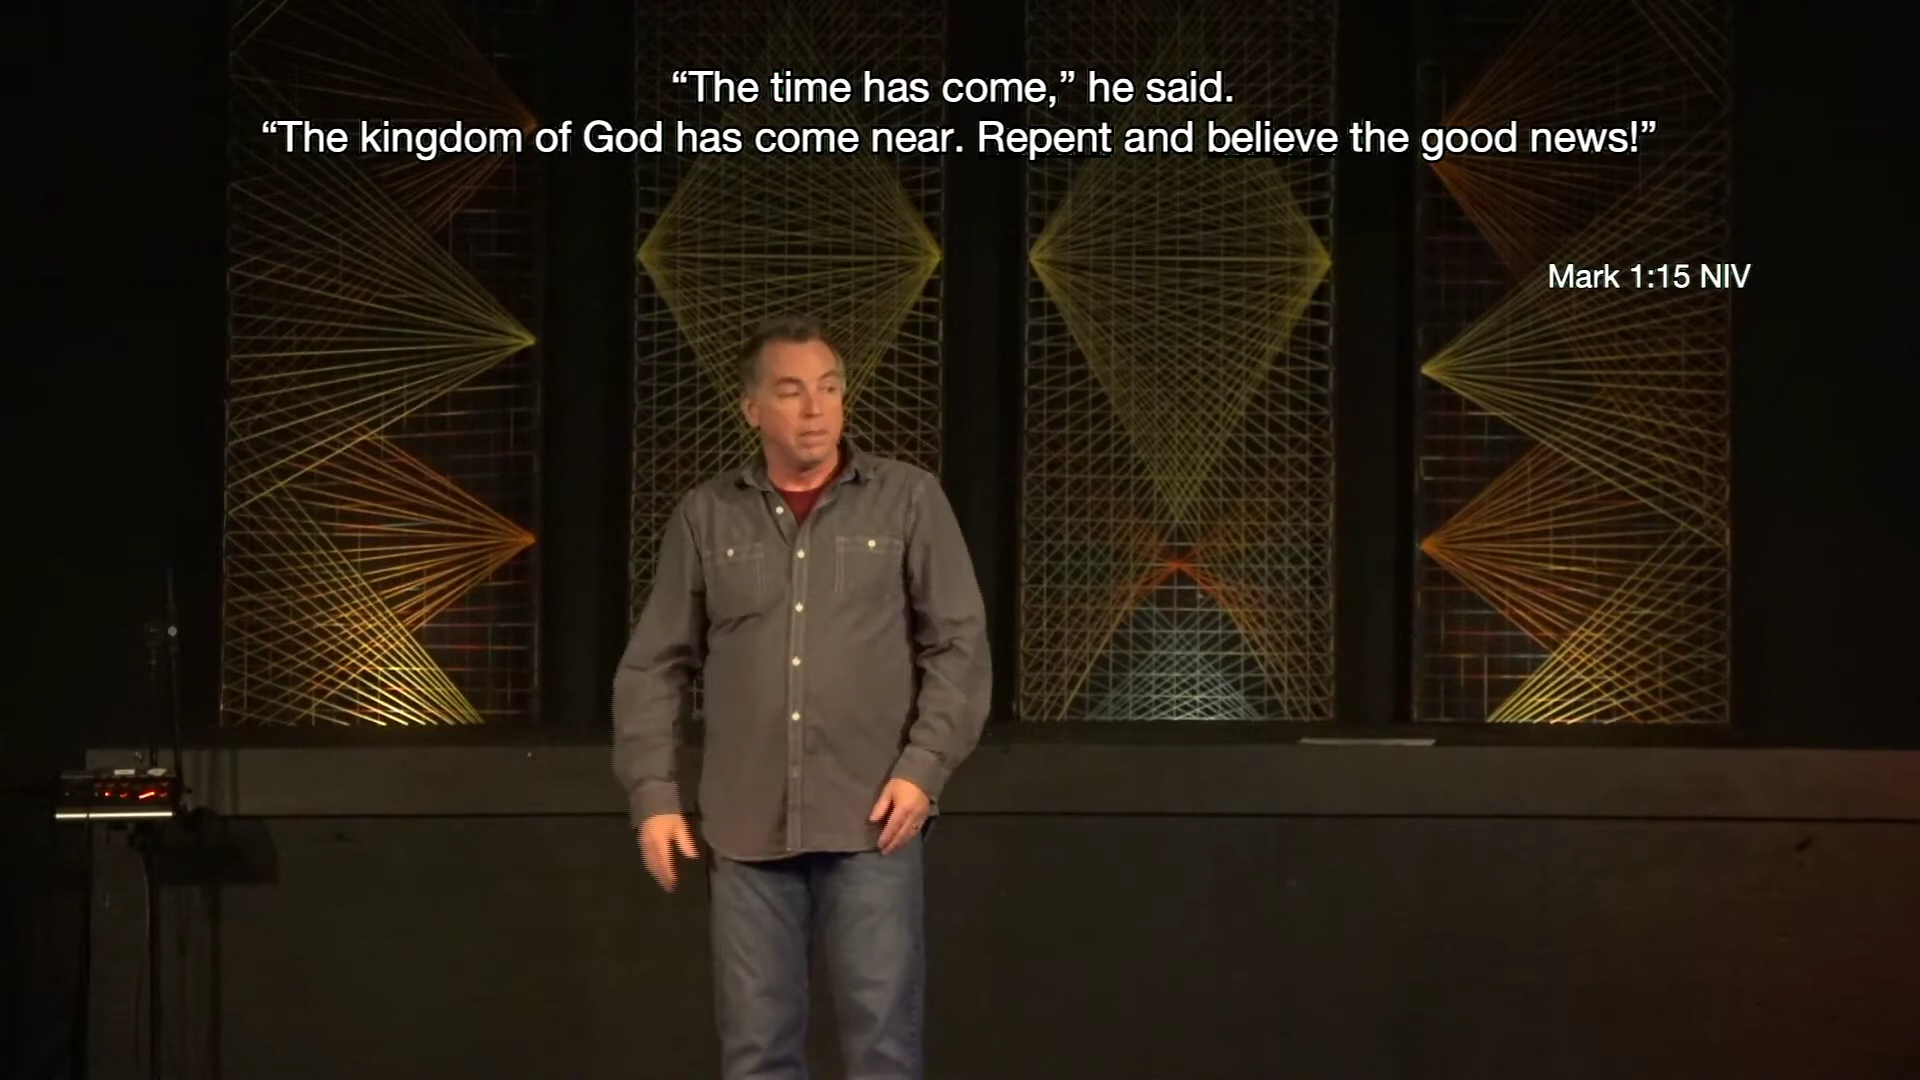 “The time has come,” he said.
“The kingdom of God has come near. Repent and believe the good news!”
Mark 1:15 NIV